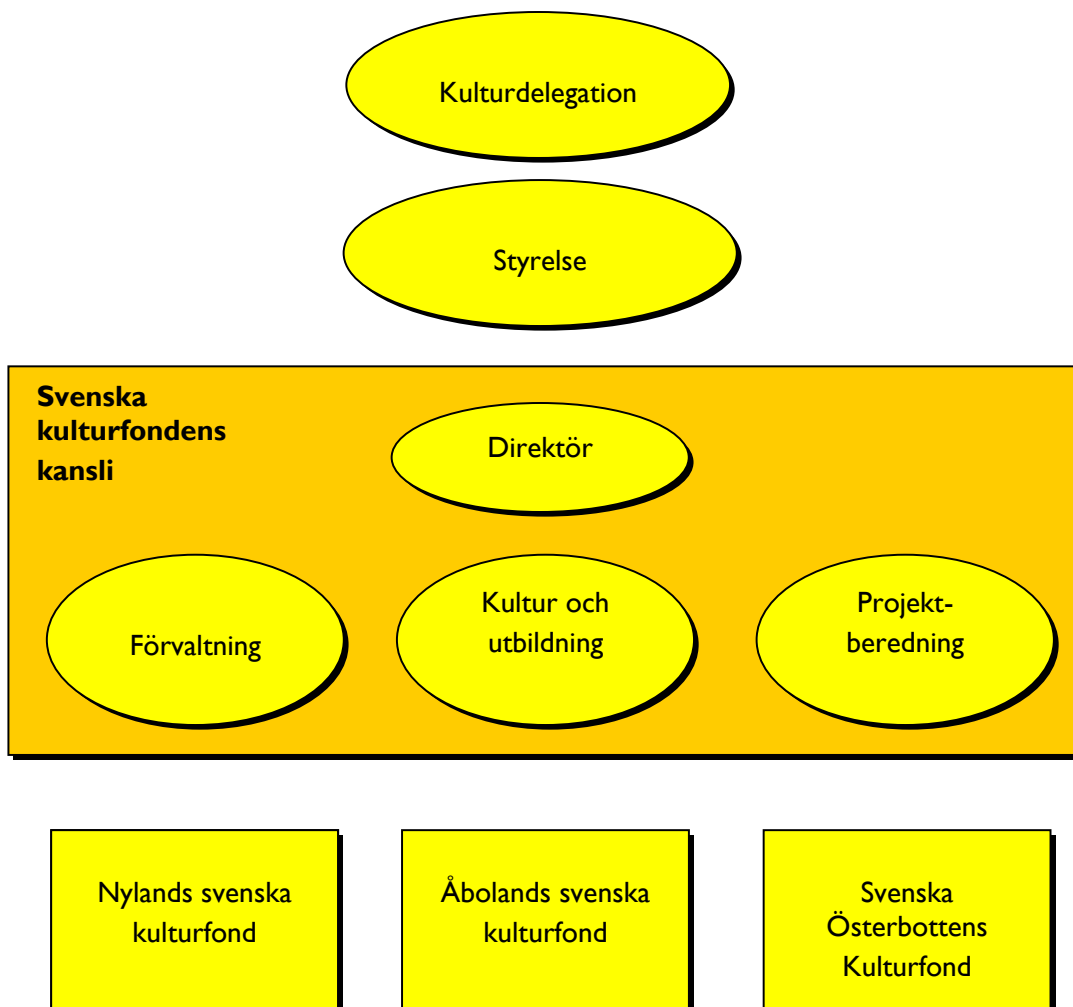 Kulturdelegation
Styrelse
Svenska
kulturfondens
kansli
Direktör
Förvaltning
Kultur och
utbildning
Projekt-
beredning
Nylands svenska
kulturfond
Åbolands svenska
kulturfond
Svenska
Österbottens
Kulturfond